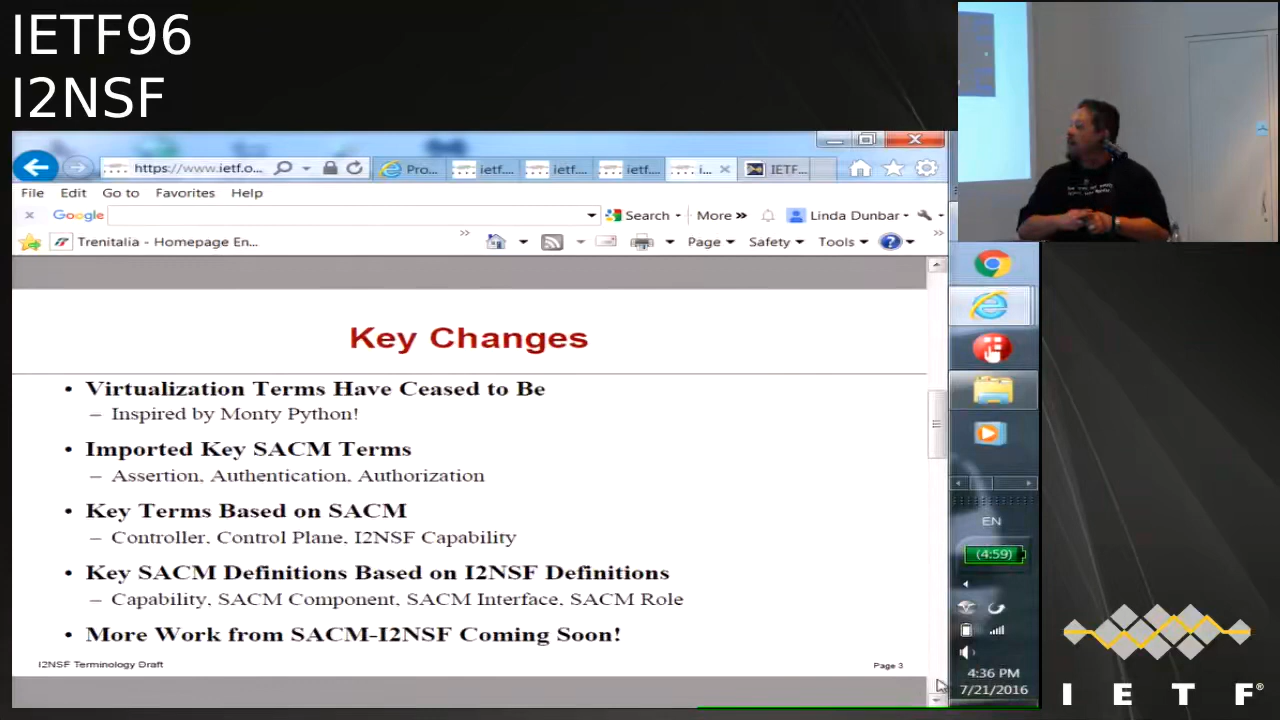 IETF96
I2NSF
https://www.ietf.o...
Pro...
ietf....
ietf....
ietf....
i...
IETF...
File Edit Go to Favorites Help
x Google Search More » Linda Dunbar
Trenitalia - Homepage En... » Page Safety Tools »
Key Changes
• Virtualization Terms Have Ceased to Be
– Inspired by Monty Python!
• Imported Key SACM Terms
– Assertion, Authentication, Authorization
• Key Terms Based on SACM
– Controller, Control Plane, I2NSF Capability
• Key SACM Definitions Based on I2NSF Definitions
– Capability, SACM Component, SACM Interface, SACM Role
• More Work from SACM-I2NSF Coming Soon!
I2NSF Terminology Draft Page 3
EN
(4:59)
4:36 PM
7/21/2016
I E T F®